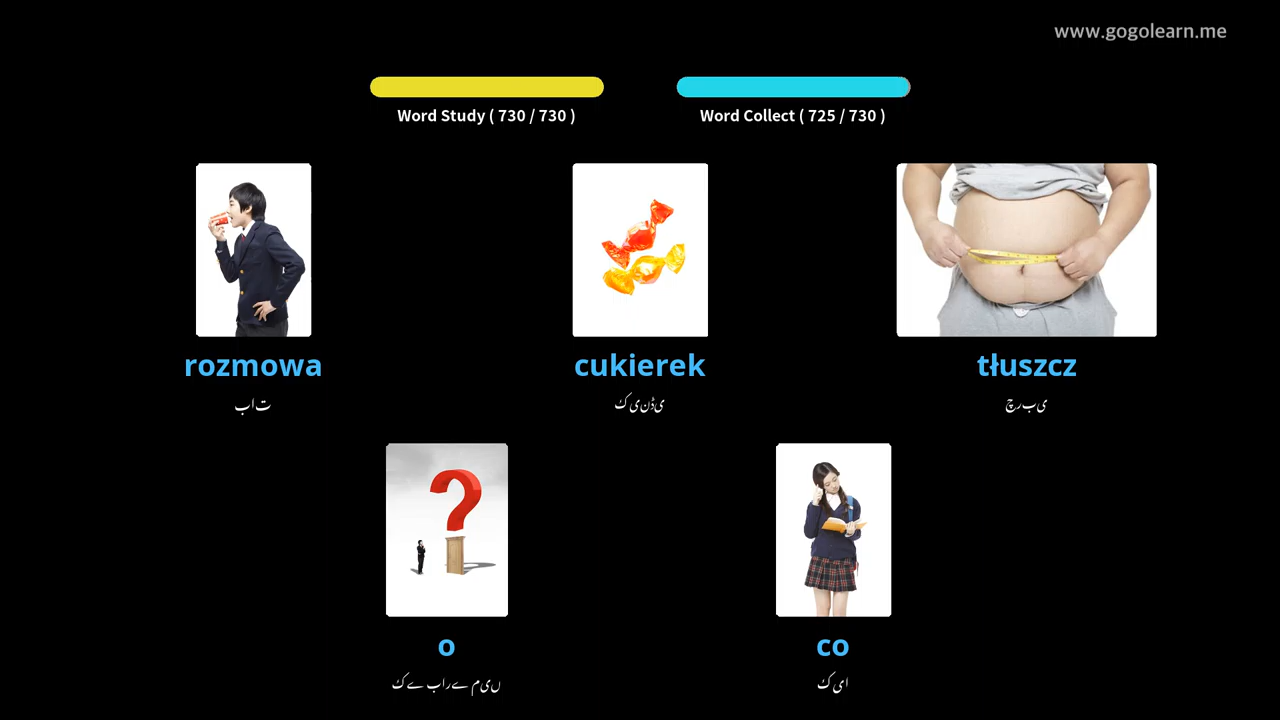 www.gogolearn.me
Word Study ( 730 / 730 )
Word Collect ( 725 / 730 )
rozmowa
بات
cukierek
کینڈی
tłuszcz
چربی
o
کے بارے میں
co
کیا